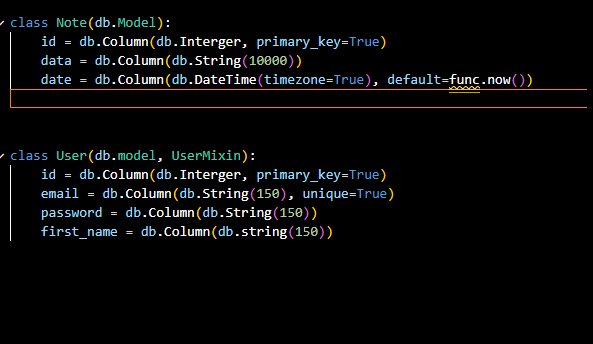 class Note(db.Model):
    id = db.Column(db.Interger, primary_key=True)
    data = db.Column(db.String(10000))
    date = db.Column(db.DateTime(timezone=True), default=func.now())
class User(db.model, UserMixin):
    id = db.Column(db.Interger, primary_key=True)
    email = db.Column(db.String(150), unique=True)
    password = db.Column(db.String(150))
    first_name = db.Column(db.string(150))